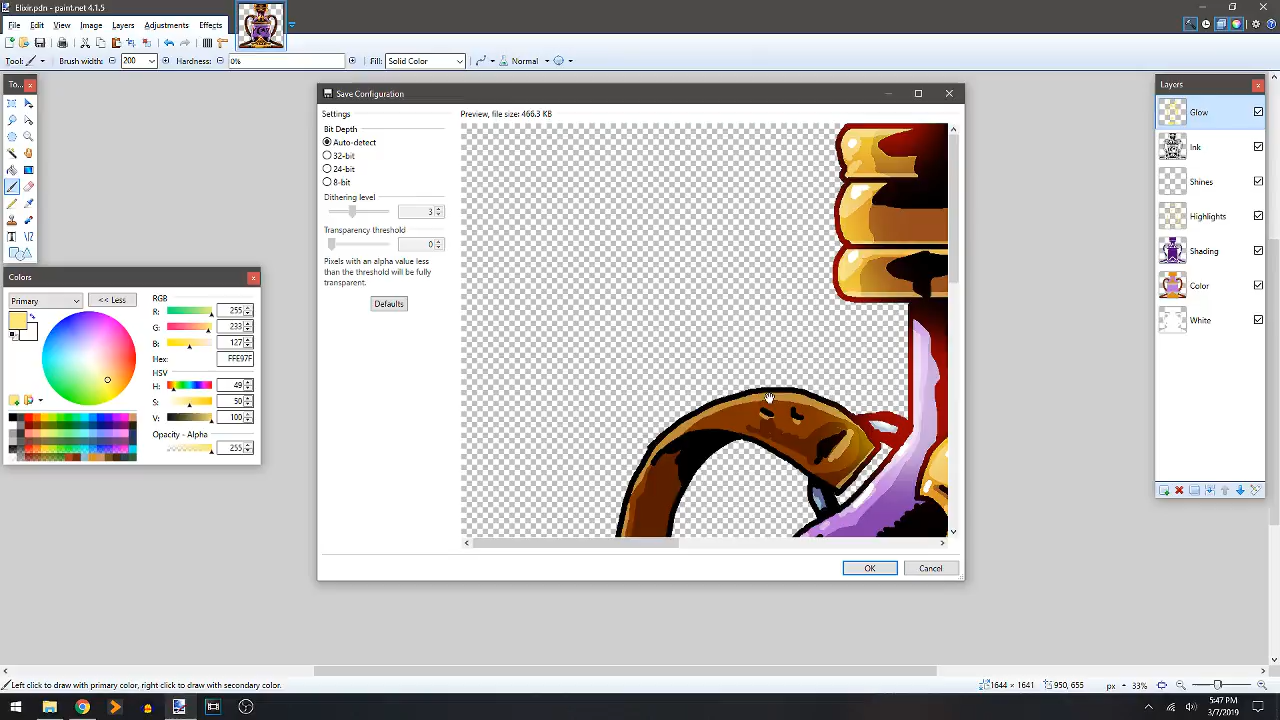 Elixir.pdn - paint.net 4.1.5
File Edit View Image Layers Adjustments Effects
Tool: Brush width: 200 Hardness: 0% Fill: Solid Color Normal
To...
Colors
Primary
<< Less
RGB
R: 255
G: 233
B: 127
Hex: FFE97F
HSV
H: 49
S: 50
V: 100
Opacity - Alpha
255
Save Configuration
Settings
Bit Depth
Auto-detect
32-bit
24-bit
8-bit
Dithering level
3
Transparency threshold
0
Pixels with an alpha value less
than the threshold will be fully
transparent.
Defaults
Preview, file size: 466.3 KB
OK Cancel
Layers
Glow
Ink
Shines
Highlights
Shading
Color
White
Left click to draw with primary color, right click to draw with secondary color.
1644 × 1641 950, 655 px 33%
5:47 PM
3/7/2019